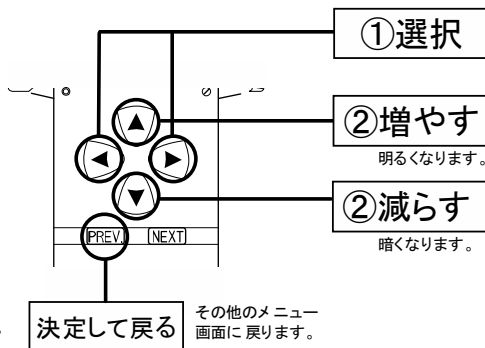 ①選択
②増やす
明るくなります。
②減らす
暗くなります。
PREV. NEXT
決定して戻る
その他のメニュー
画面に戻ります。